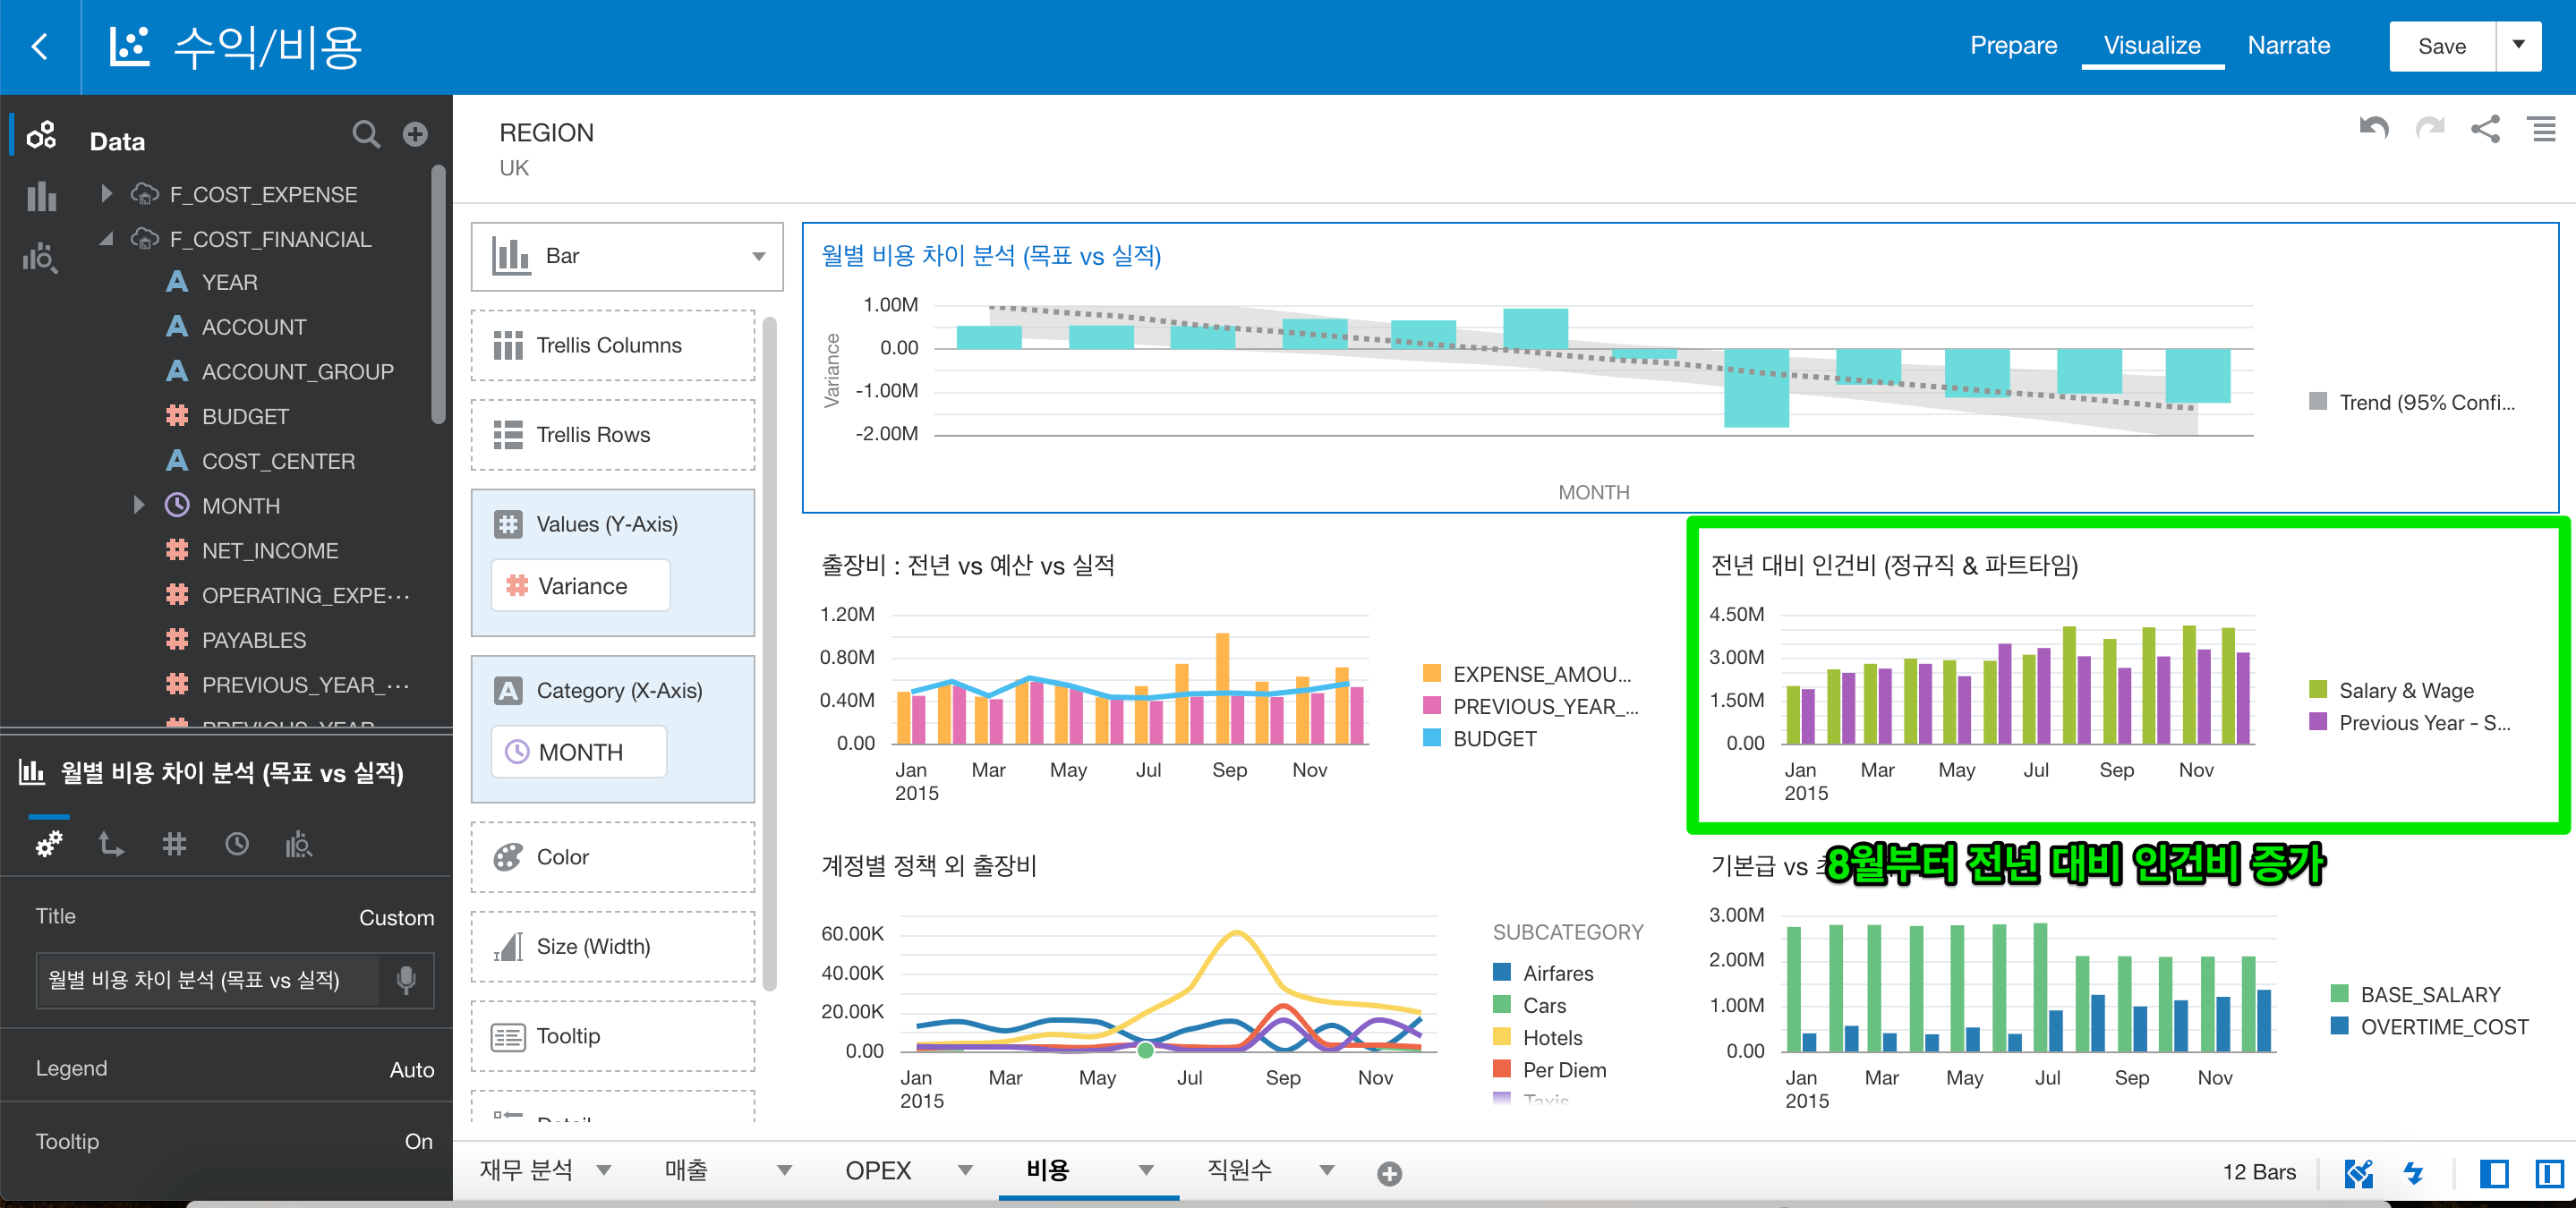 수익/비용
Prepare
Visualize
Narrate
Save
Data
F_COST_EXPENSE
F_COST_FINANCIAL
YEAR
ACCOUNT
ACCOUNT_GROUP
BUDGET
COST_CENTER
MONTH
NET_INCOME
OPERATING_EXPE···
PAYABLES
PREVIOUS_YEAR_···
월별 비용 차이 분석 (목표 vs 실적)
Title
Custom
월별 비용 차이 분석 (목표 vs 실적)
Legend
Auto
Tooltip
On
REGION
UK
Bar
Trellis Columns
Trellis Rows
Values (Y-Axis)
Variance
Category (X-Axis)
MONTH
Color
Size (Width)
Tooltip
월별 비용 차이 분석 (목표 vs 실적)
Variance
1.00M
0.00
-1.00M
-2.00M
MONTH
Trend (95% Confi...
출장비 : 전년 vs 예산 vs 실적
1.20M
0.80M
0.40M
0.00
Jan Mar May Jul Sep Nov
2015
EXPENSE_AMOU...
PREVIOUS_YEAR_...
BUDGET
전년 대비 인건비 (정규직 & 파트타임)
4.50M
3.00M
1.50M
0.00
Jan Mar May Jul Sep Nov
2015
Salary & Wage
Previous Year - S...
8월부터 전년 대비 인건비 증가
계정별 정책 외 출장비
60.00K
40.00K
20.00K
0.00
Jan Mar May Jul Sep Nov
2015
SUBCATEGORY
Airfares
Cars
Hotels
Per Diem
Taxis
기본급 vs
3.00M
2.00M
1.00M
0.00
Jan Mar May Jul Sep Nov
2015
BASE_SALARY
OVERTIME_COST
재무 분석
매출
OPEX
비용
직원수
12 Bars